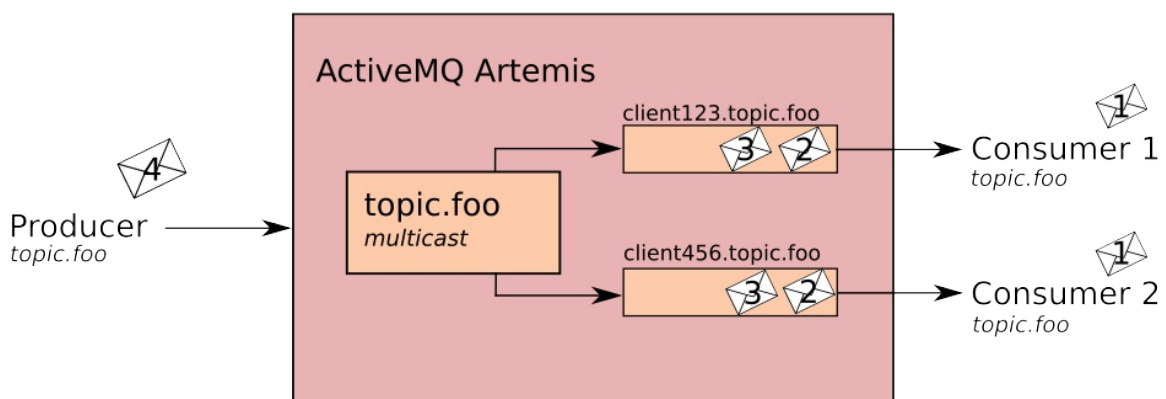 ActiveMQ Artemis
4
Producer
topic.foo
topic.foo
multicast
client123.topic.foo
3 2
client456.topic.foo
3 2
1
Consumer 1
topic.foo
1
Consumer 2
topic.foo